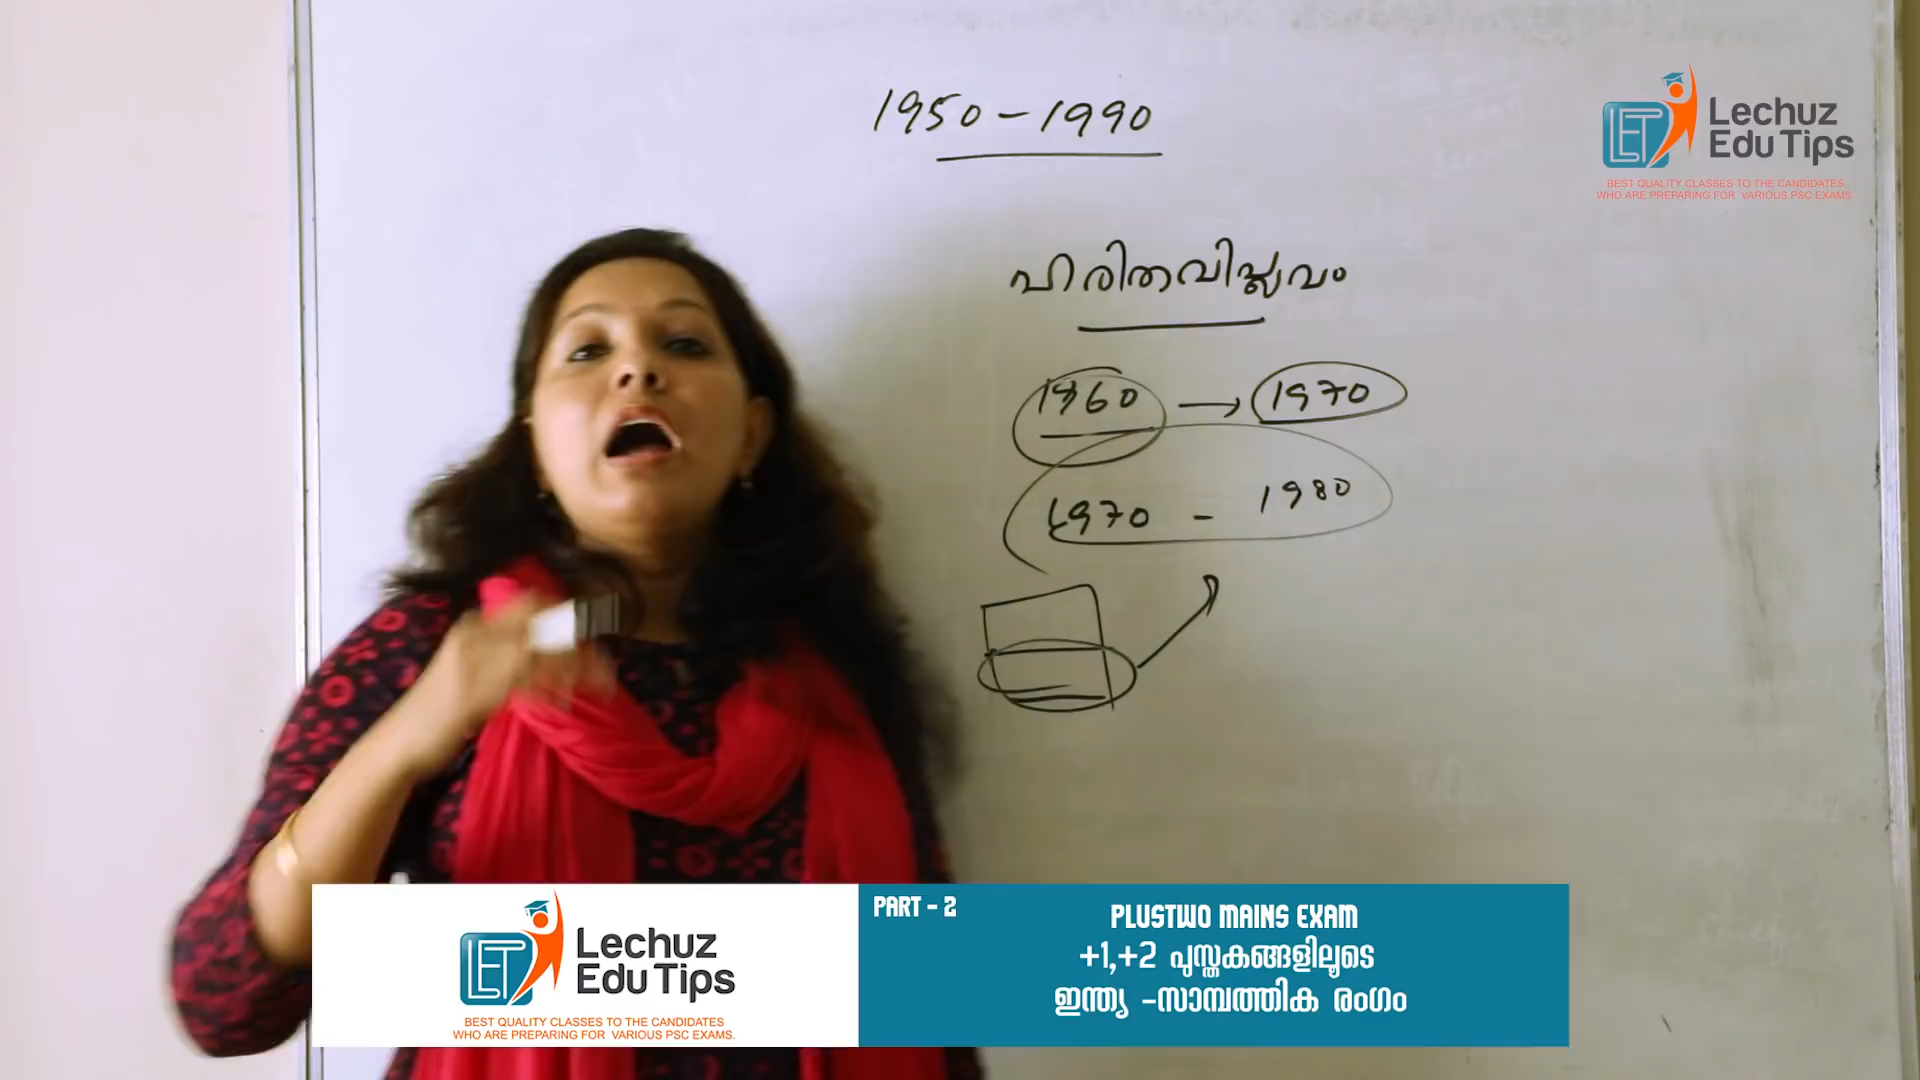 1950 - 1990
Lechuz
Edu Tips
BEST QUALITY CLASSES TO THE CANDIDATES
WHO ARE PREPARING FOR VARIOUS PSC EXAMS.
ഹരിതവിപ്ലവം
1960 → 1970
1970 - 1980
LET
Lechuz
Edu Tips
BEST QUALITY CLASSES TO THE CANDIDATES
WHO ARE PREPARING FOR VARIOUS PSC EXAMS.
PART - 2
PLUSTWO MAINS EXAM
+1,+2 പുസ്തകങ്ങളിലൂടെ
ഇന്ത്യ -സാമ്പത്തിക രംഗം